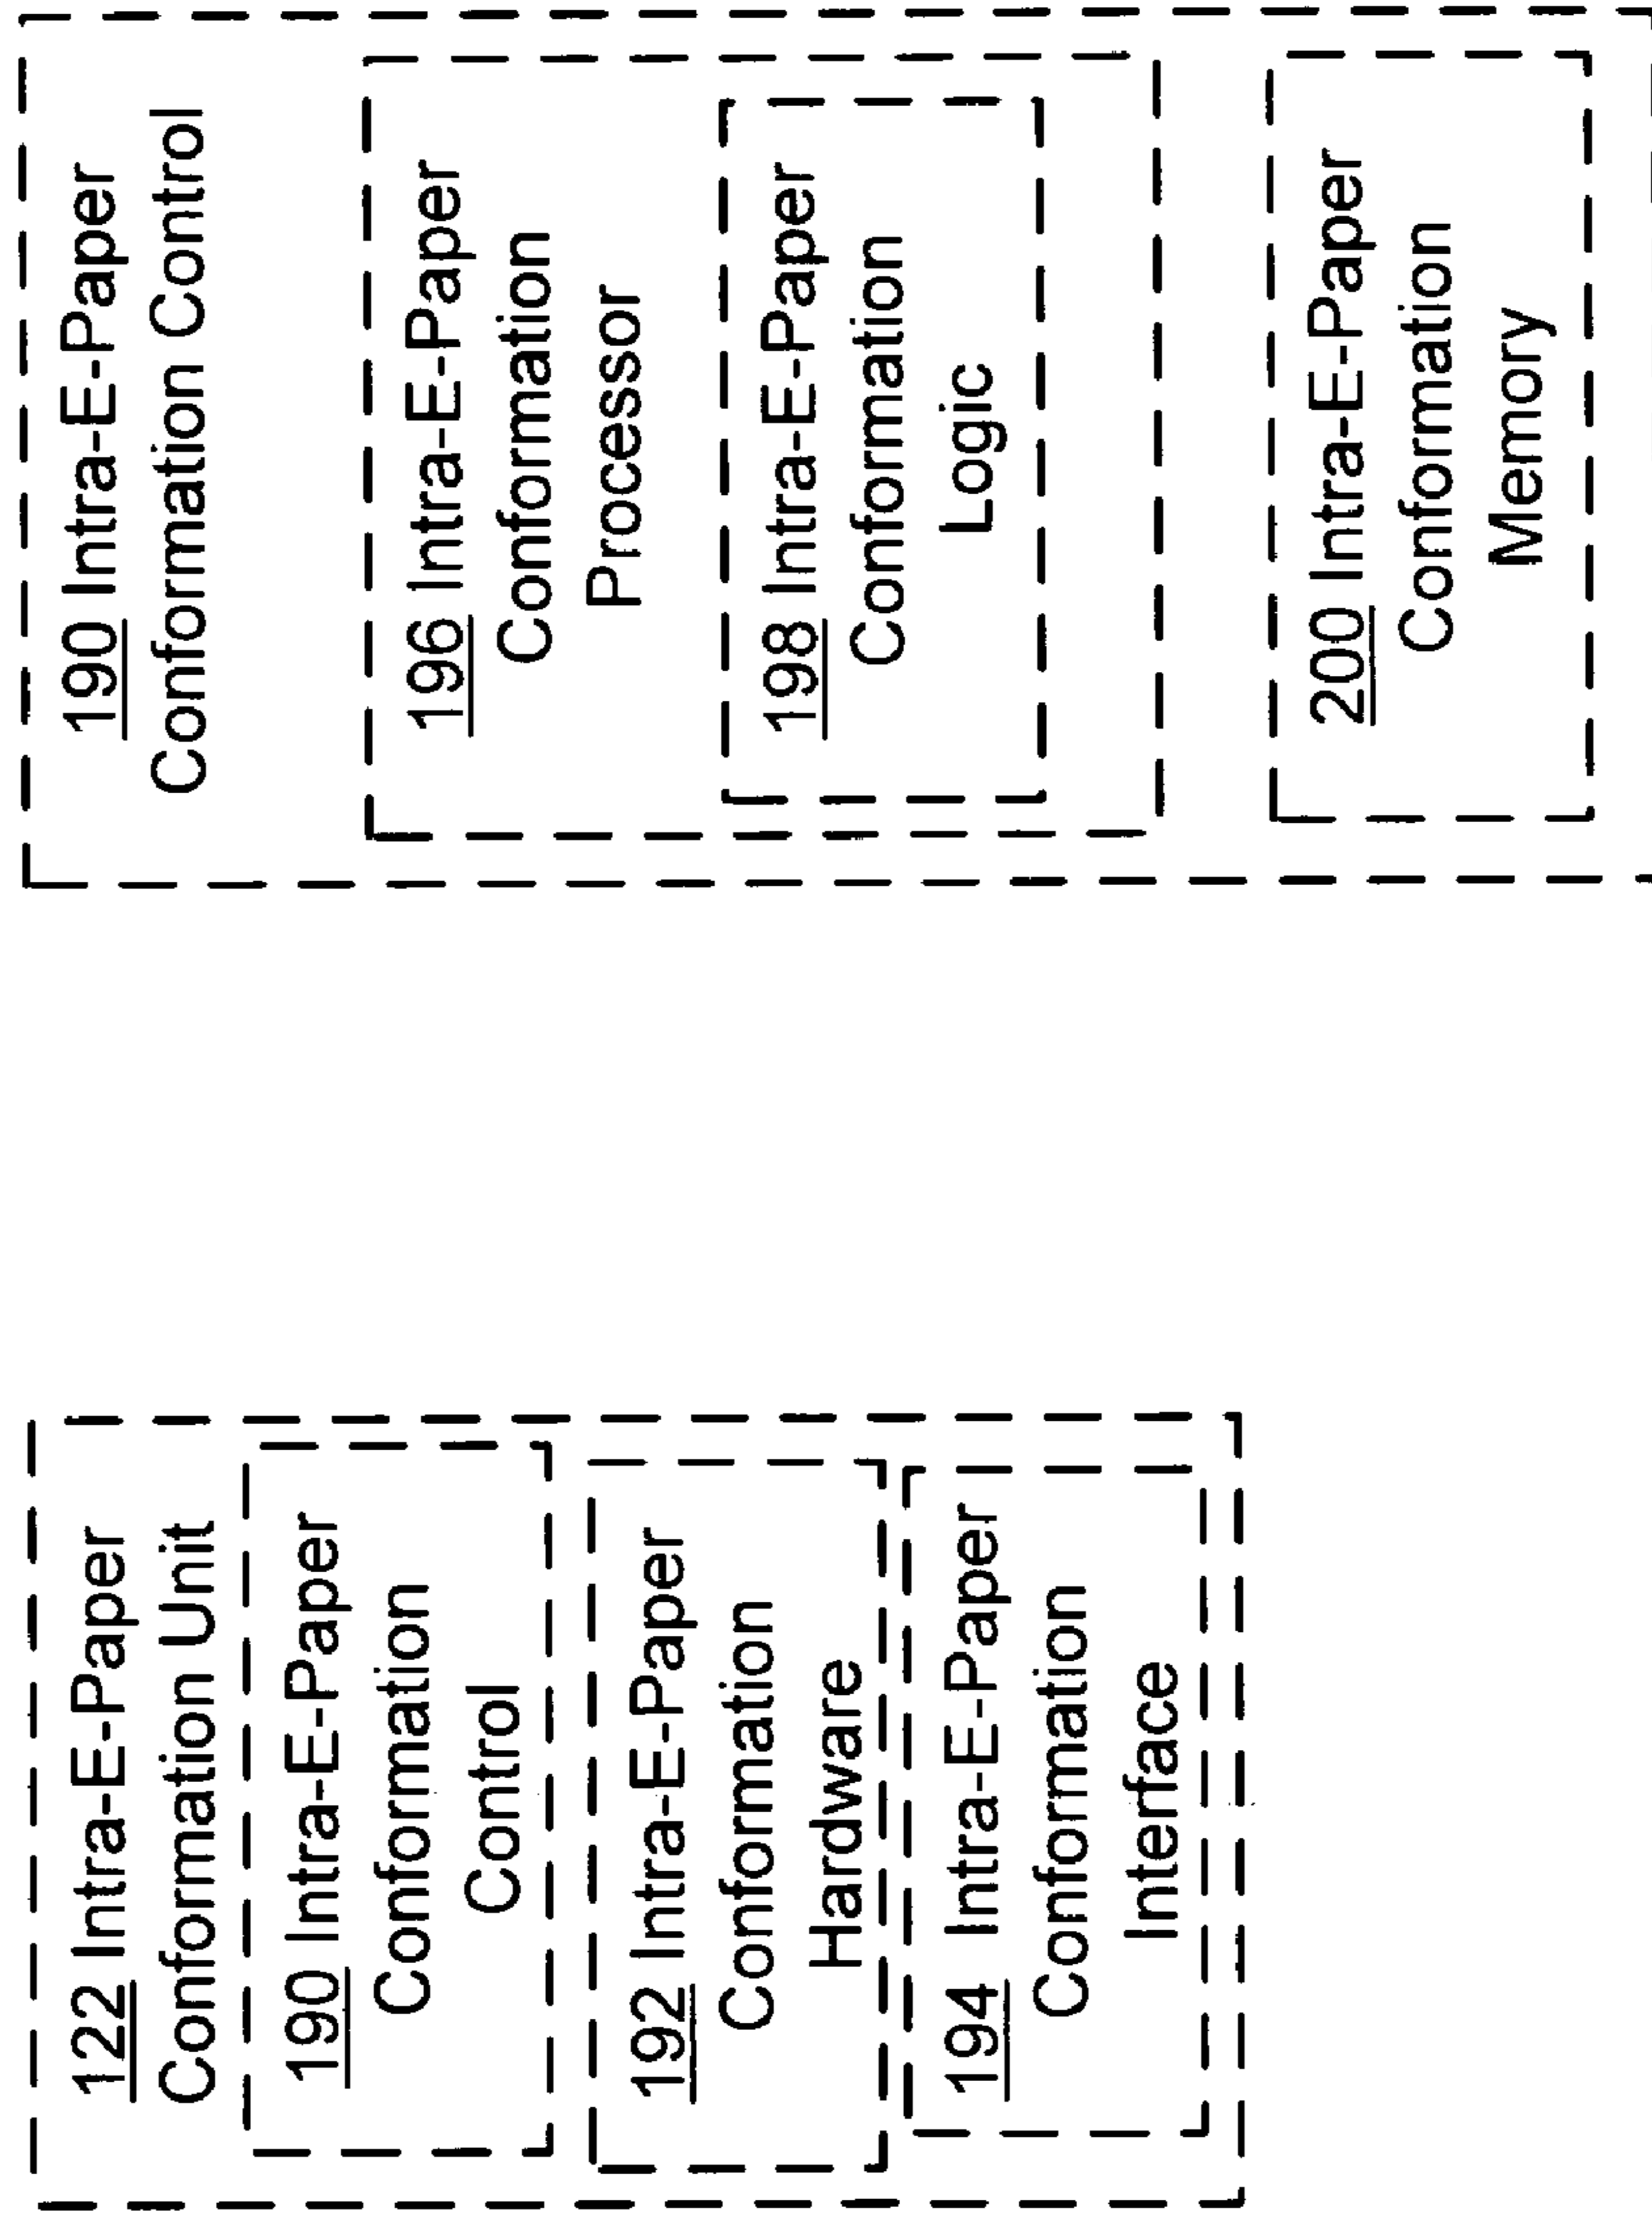 122 Intra-E-Paper
Conformation Unit
190 Intra-E-Paper
Conformation
Control
192 Intra-E-Paper
Conformation
Hardware
194 Intra-E-Paper
Conformation
Interface
190 Intra-E-Paper
Conformation Control
196 Intra-E-Paper
Conformation
Processor
198 Intra-E-Paper
Conformation
Logic
200 Intra-E-Paper
Conformation
Memory